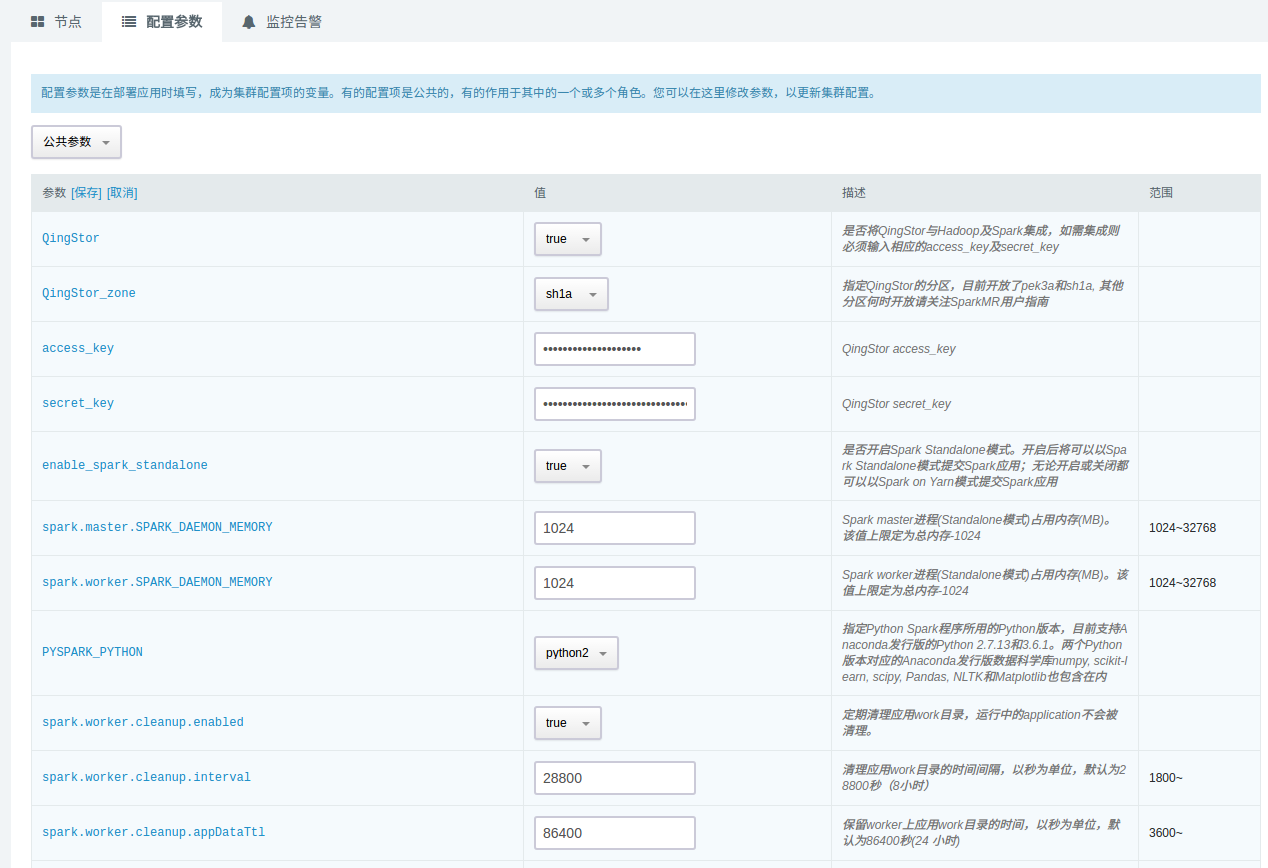 节点 配置参数 监控告警
配置参数是在部署应用时填写，成为集群配置项的变量。有的配置项是公共的，有的作用于其中的一个或多个角色。您可以在这里修改参数，以更新集群配置。
公共参数
参数 [保存] [取消] 值 描述 范围
QingStor true 是否将QingStor与Hadoop及Spark集成，如需集成则
必须输入相应的access_key及secret_key
QingStor_zone sh1a 指定QingStor的分区，目前开放了pek3a和sh1a, 其他
分区何时开放请关注SparkMR用户指南
access_key •••••••••••••••••••• QingStor access_key
secret_key •••••••••••••••••••••••••••••• QingStor secret_key
enable_spark_standalone true 是否开启Spark Standalone模式。开启后将可以以Spa
rk Standalone模式提交Spark应用；无论开启或关闭都
可以以Spark on Yarn模式提交Spark应用
spark.master.SPARK_DAEMON_MEMORY 1024 Spark master进程(Standalone模式)占用内存(MB)。 1024~32768
该值上限定为总内存-1024
spark.worker.SPARK_DAEMON_MEMORY 1024 Spark worker进程(Standalone模式)占用内存(MB)。该 1024~32768
值上限定为总内存-1024
PYSPARK_PYTHON python2 指定Python Spark程序所用的Python版本，目前支持A
naconda发行版的Python 2.7.13和3.6.1。两个Python
版本对应的Anaconda发行版数据科学库numpy, scikit-l
earn, scipy, Pandas, NLTK和Matplotlib也包含在内
spark.worker.cleanup.enabled true 定期清理应用work目录，运行中的application不会被
清理。
spark.worker.cleanup.interval 28800 清理应用work目录的时间间隔，以秒为单位，默认为2 1800~
8800秒（8小时）
spark.worker.cleanup.appDataTtl 86400 保留worker上应用work目录的时间，以秒为单位，默 3600~
认为86400秒(24 小时)